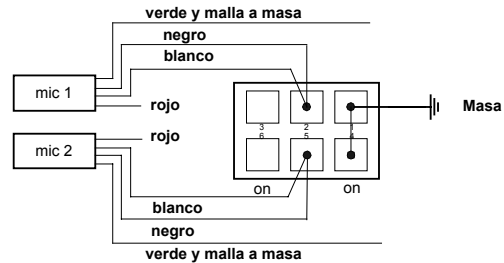 verde y malla a masa
negro
blanco
mic 1
rojo
3 2 1
6 5 4
Masa
rojo
mic 2
on on
blanco
negro
verde y malla a masa